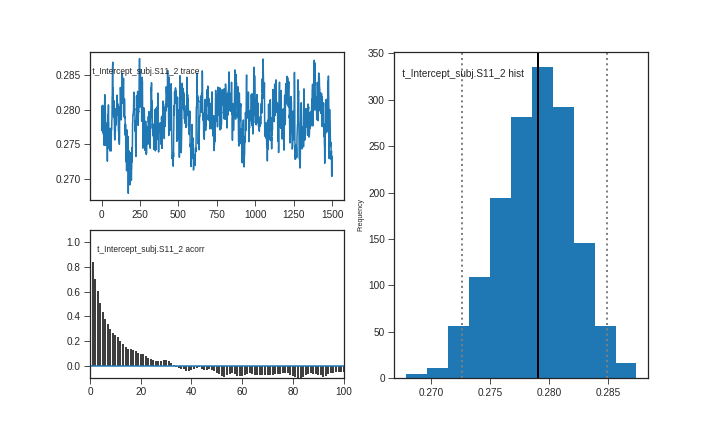 t_Intercept_subj.S11_2 trace
0.285
0.280
0.275
0.270
0 250 500 750 1000 1250 1500
t_Intercept_subj.S11_2 acorr
1.0
0.8
0.6
0.4
0.2
0.0
0 20 40 60 80 100
t_Intercept_subj.S11_2 hist
Frequency
350
300
250
200
150
100
50
0
0.270 0.275 0.280 0.285